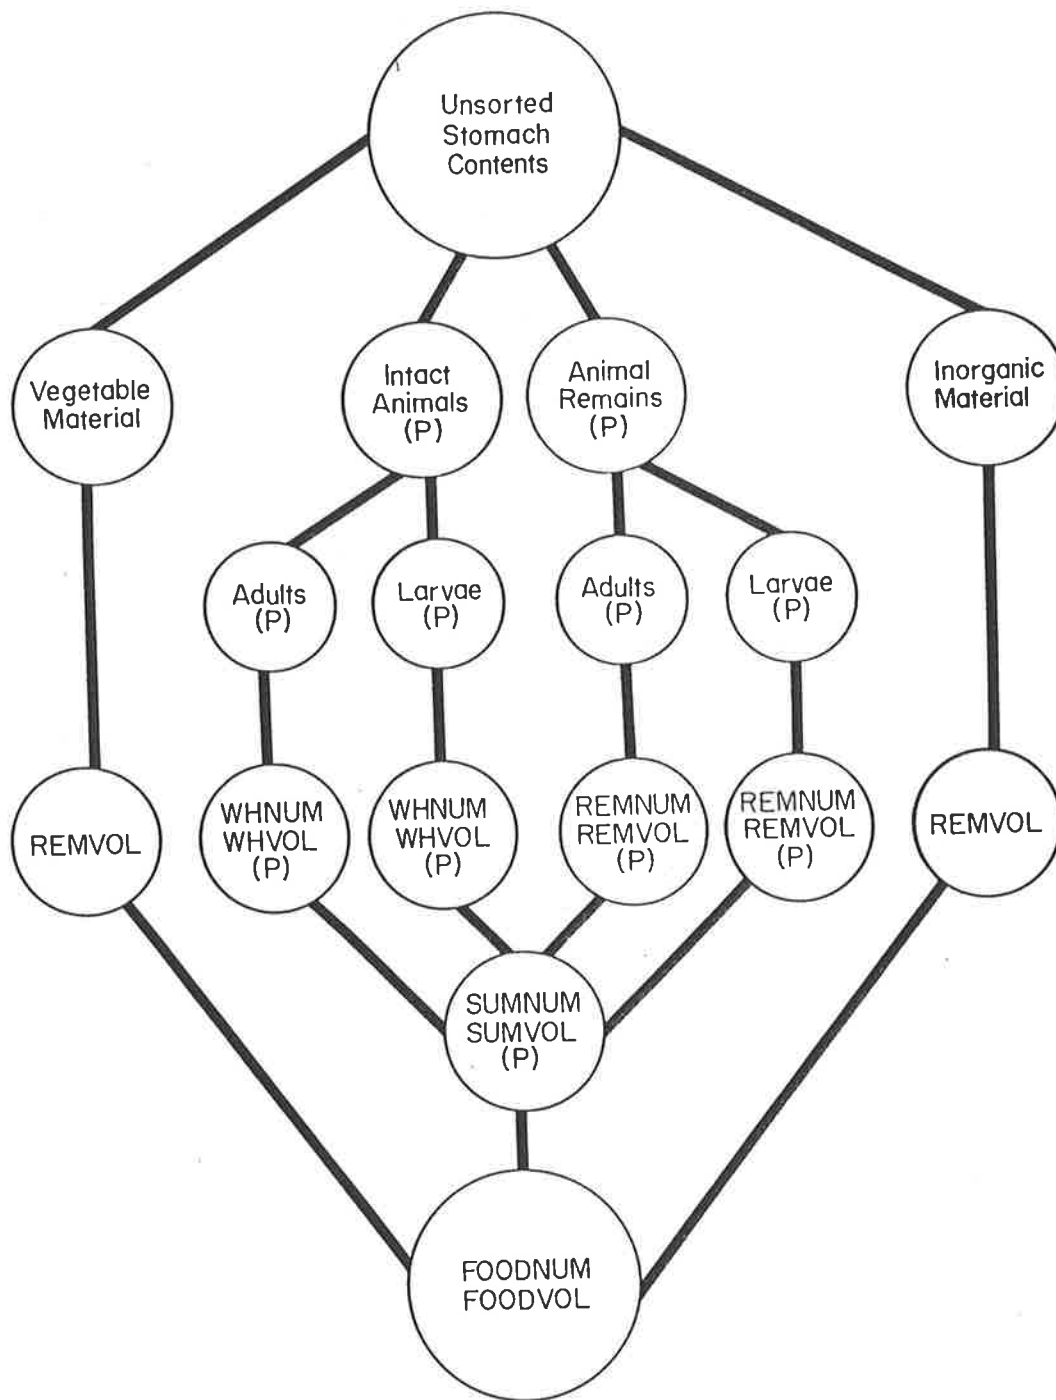 Unsorted
Stomach
Contents
Vegetable
Material
Intact
Animals
(P)
Animal
Remains
(P)
Inorganic
Material
Adults
(P)
Larvae
(P)
Adults
(P)
Larvae
(P)
REMVOL
WHNUM
WHVOL
(P)
WHNUM
WHVOL
(P)
REMNUM
REMVOL
(P)
REMNUM
REMVOL
(P)
REMVOL
SUMNUM
SUMVOL
(P)
FOODNUM
FOODVOL